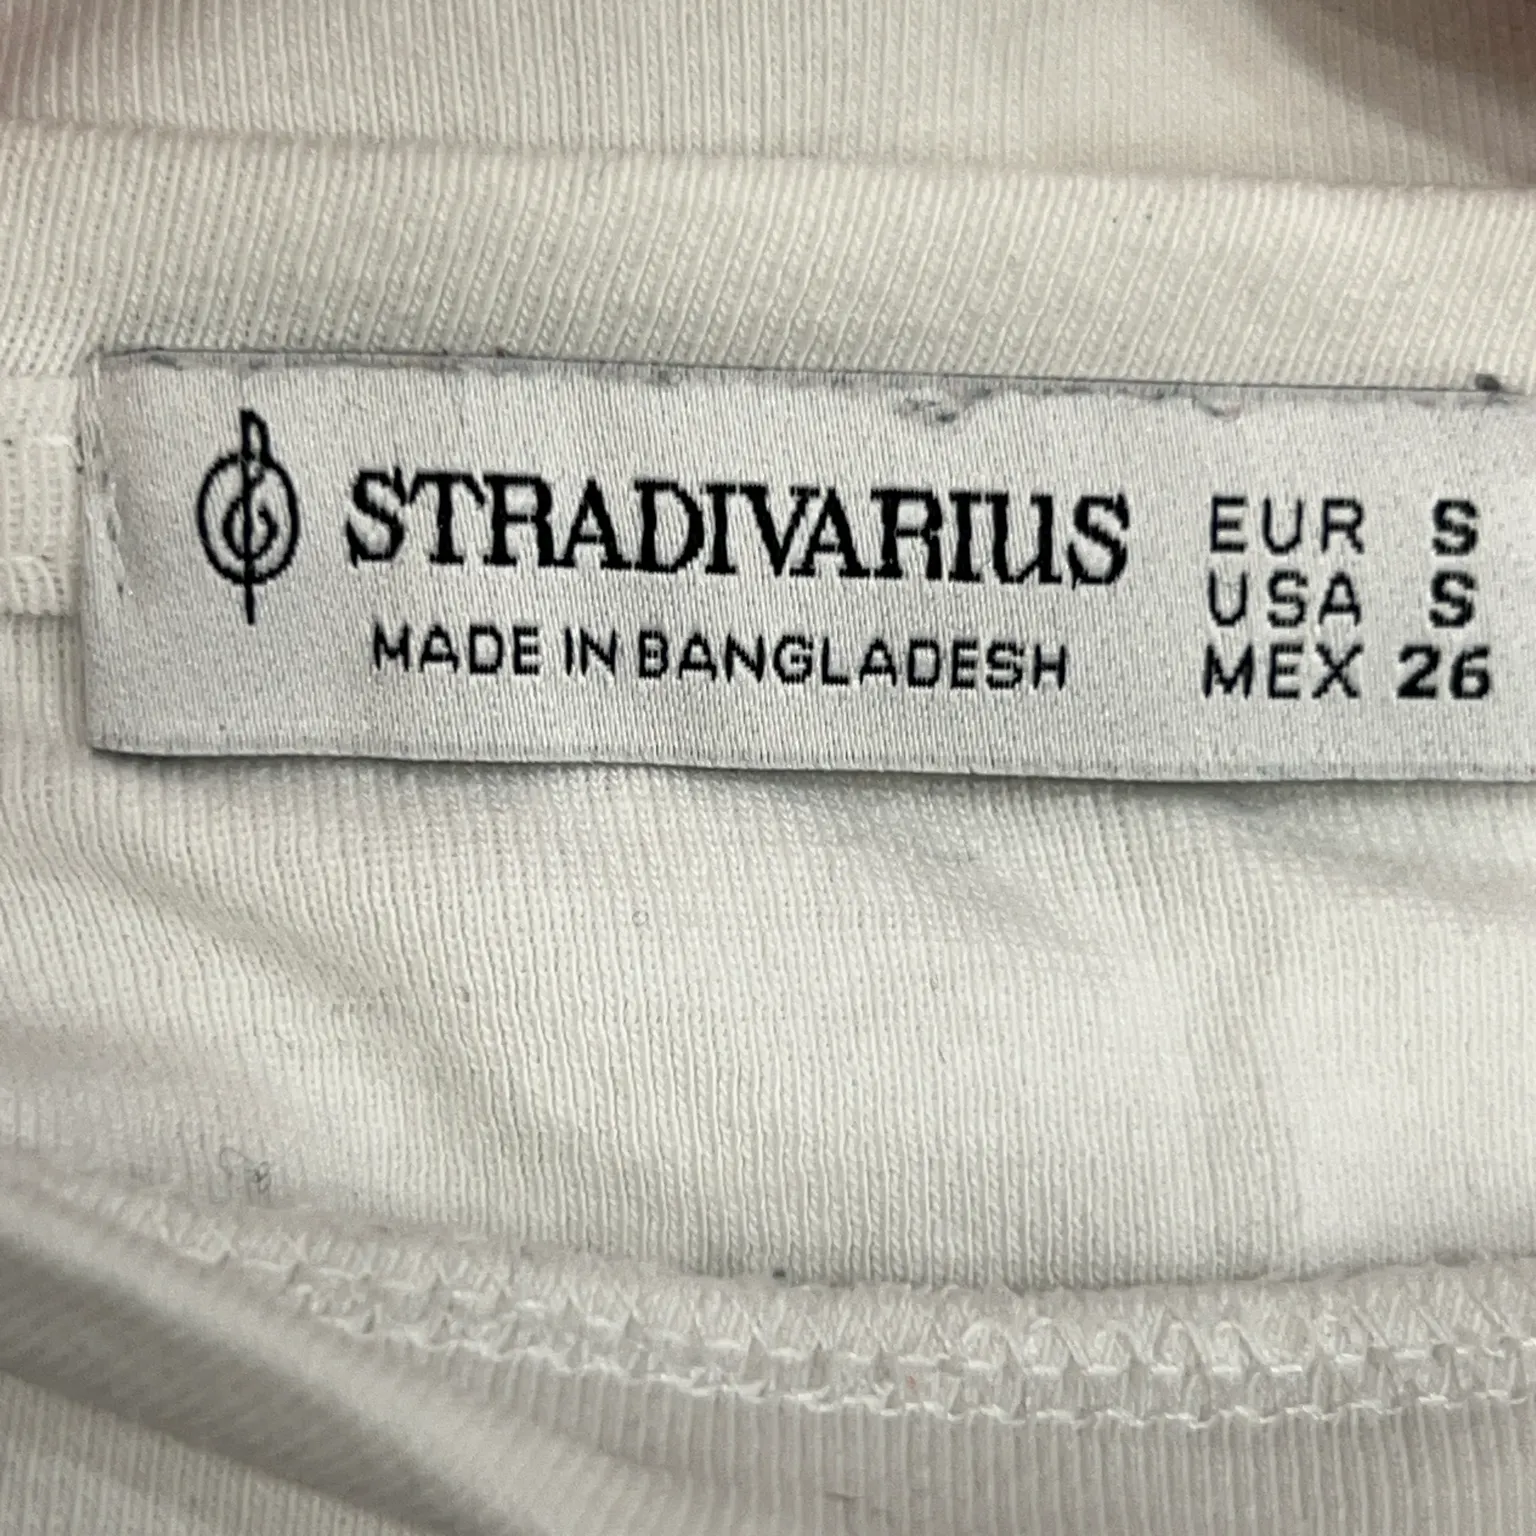 STRADIVARIUS
MADE IN BANGLADESH
EUR S
USA S
MEX 26